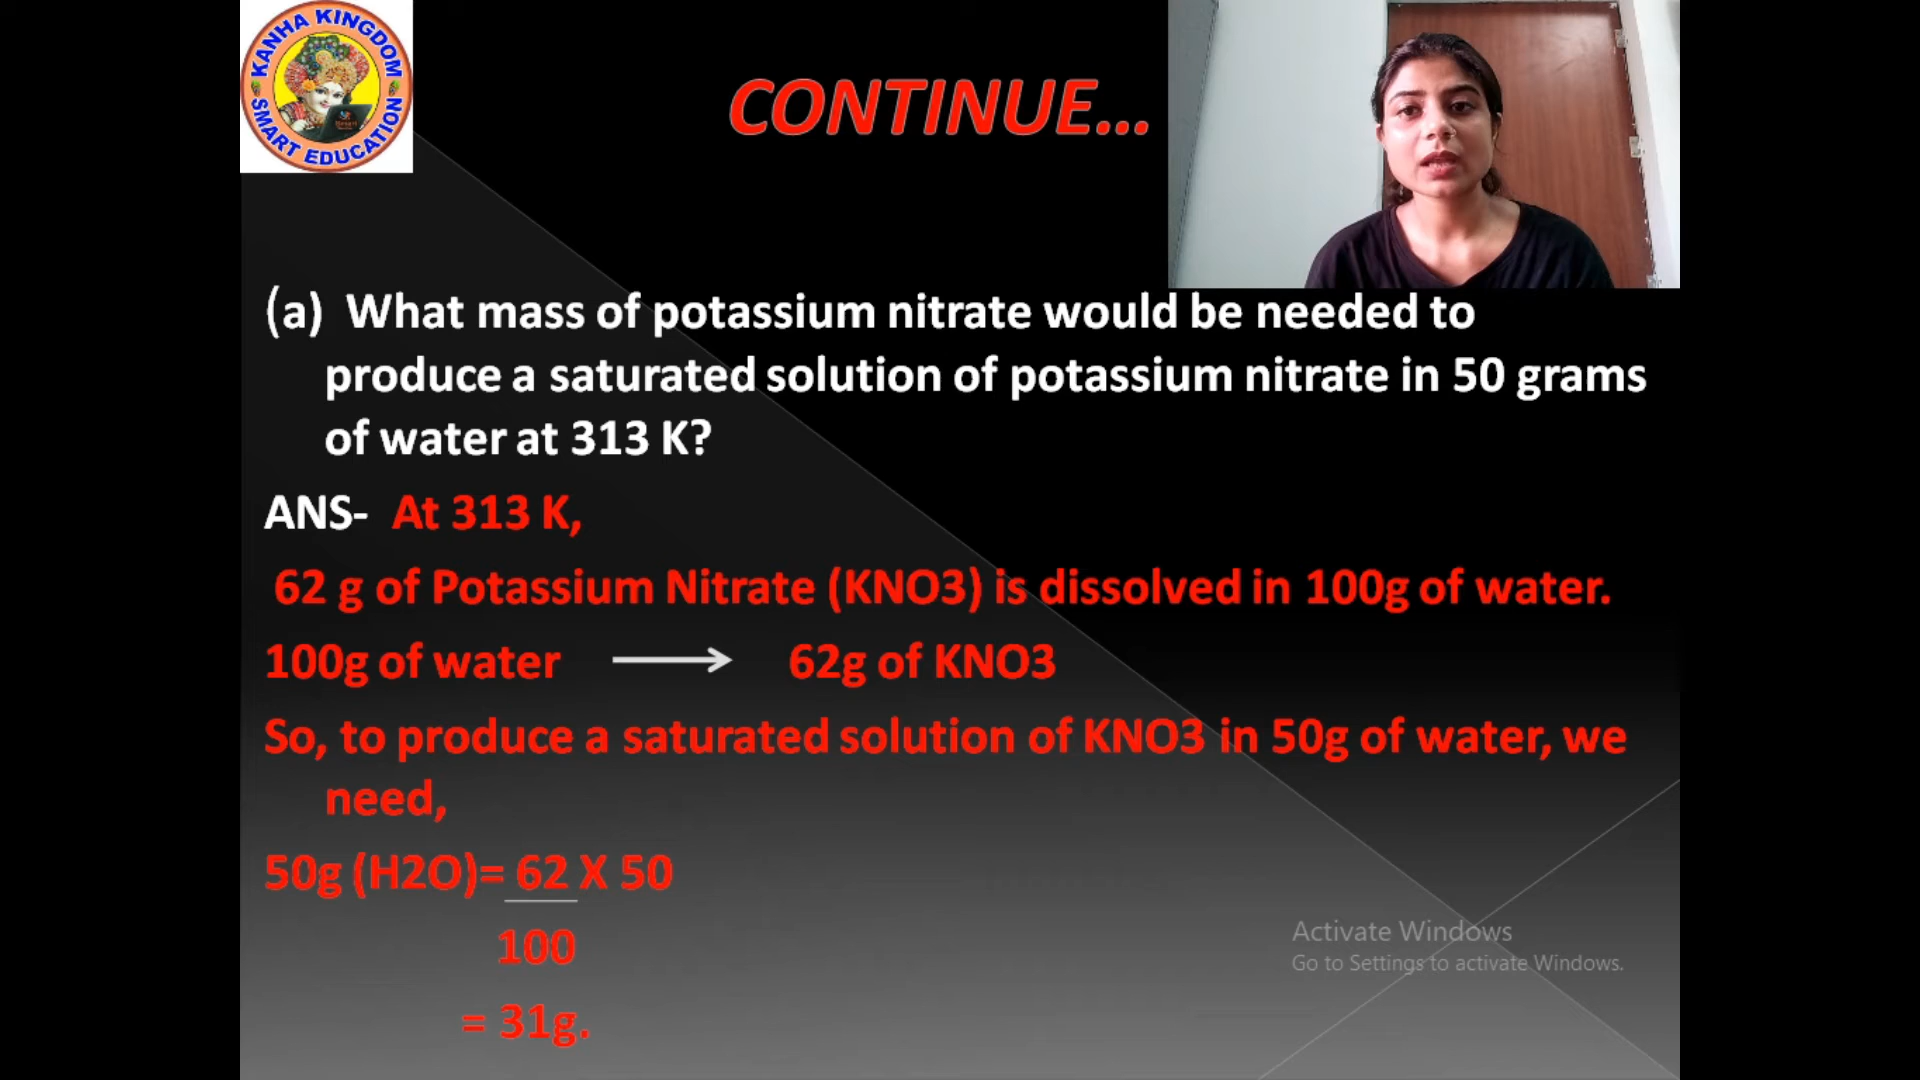 KANHA KINGDOM
SMART EDUCATION
CONTINUE...
(a) What mass of potassium nitrate would be needed to
produce a saturated solution of potassium nitrate in 50 grams
of water at 313 K?
ANS- At 313 K,
62 g of Potassium Nitrate (KNO3) is dissolved in 100g of water.
100g of water → 62g of KNO3
So, to produce a saturated solution of KNO3 in 50g of water, we
need,
50g (H2O)= 62 X 50
100
= 31g.
Activate Windows
Go to Settings to activate Windows.